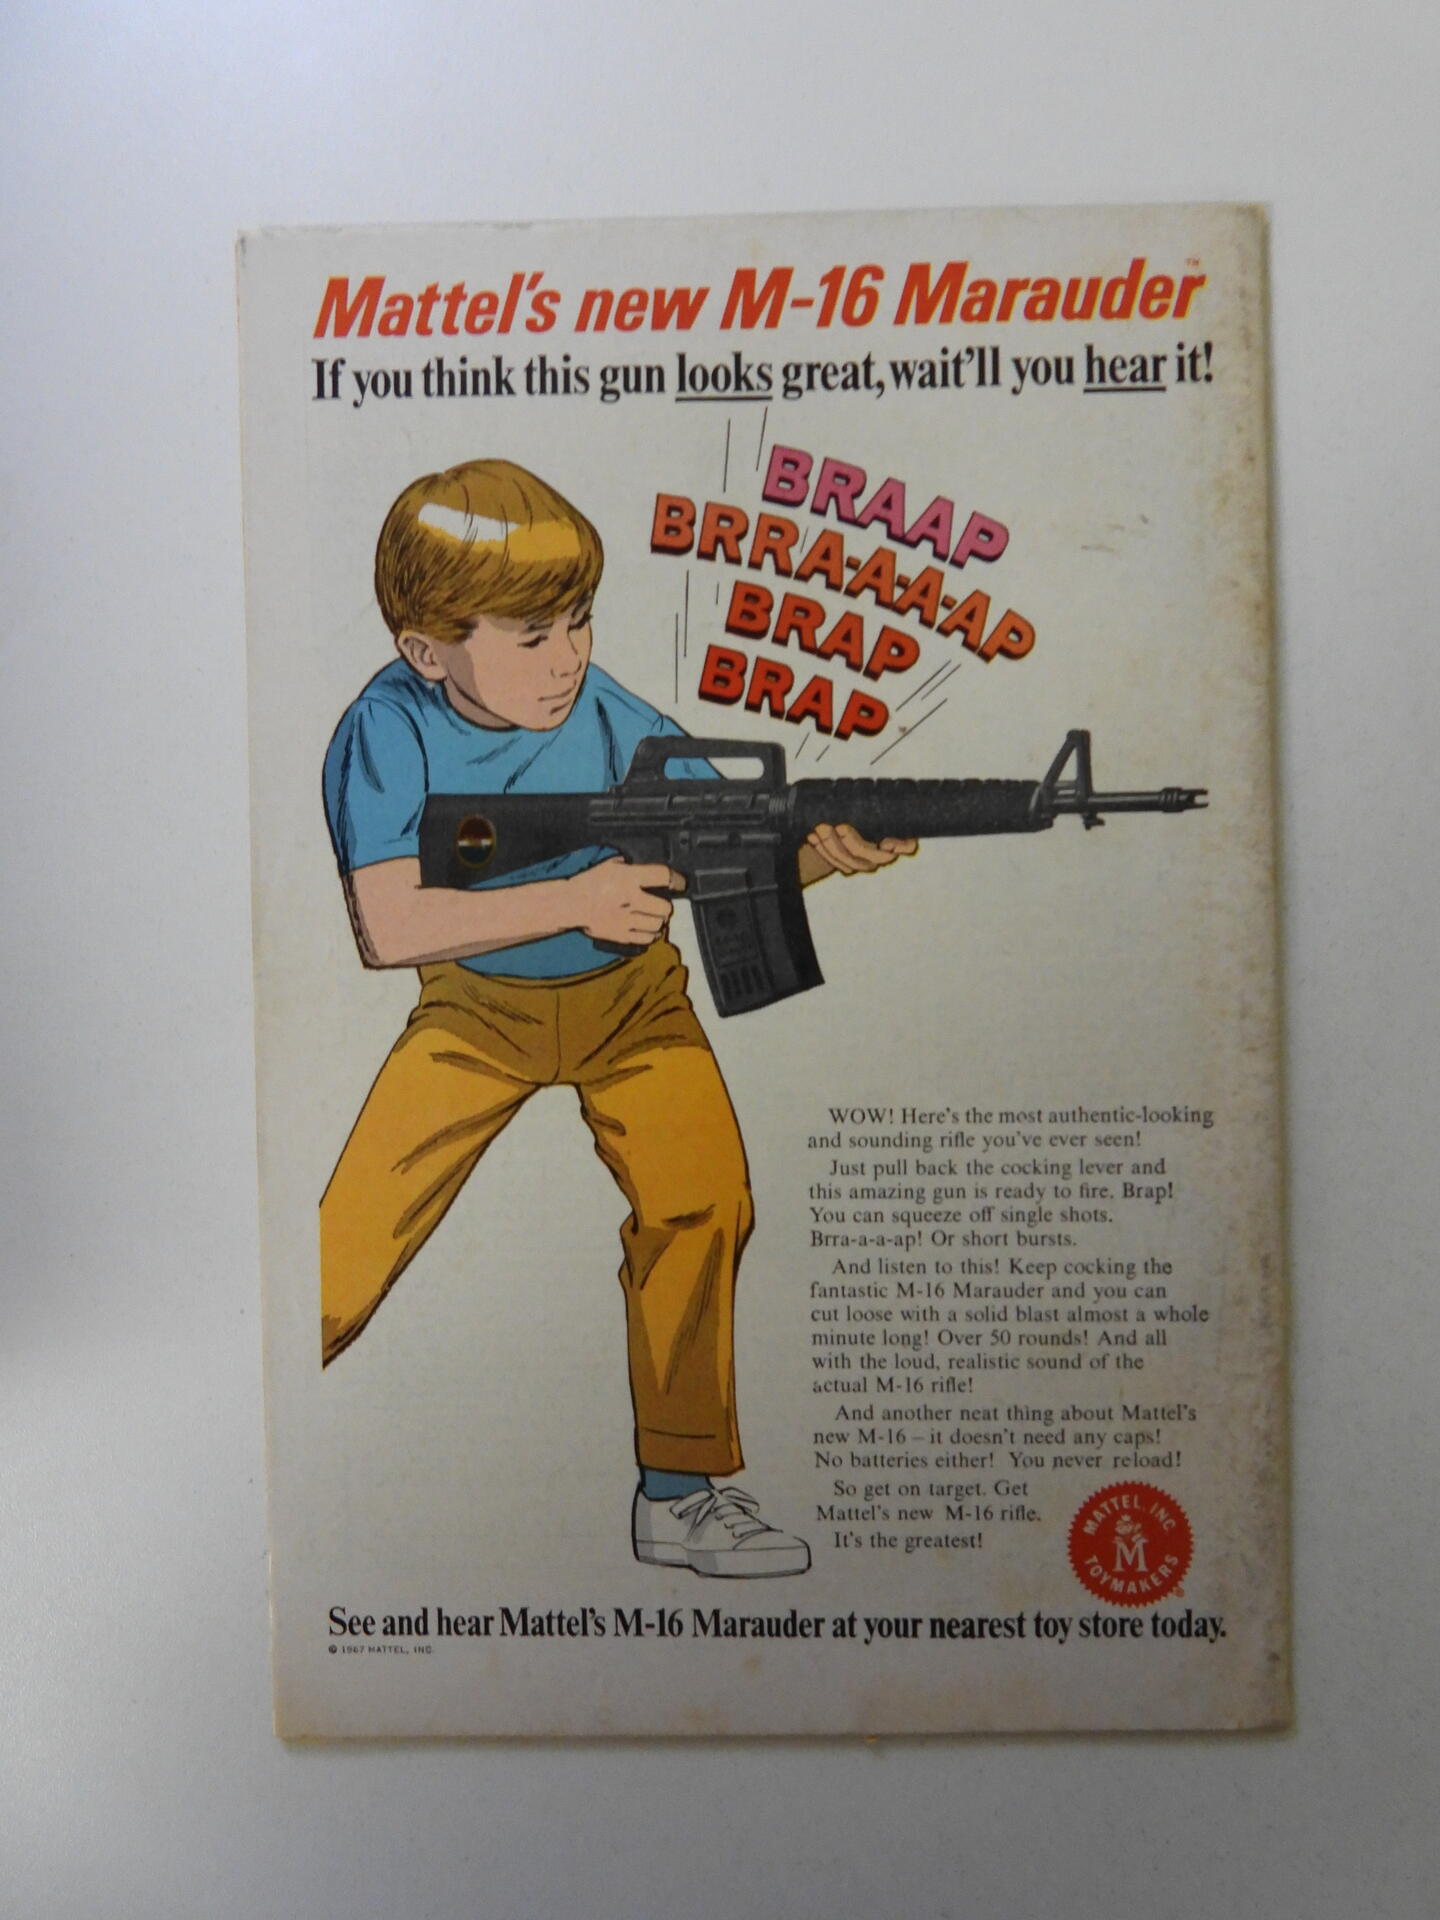 Mattel's new M-16 Marauder™
If you think this gun looks great, wait'll you hear it!
BRAAP
BRRA-A-A-AP
BRAP
BRAP
WOW! Here's the most authentic-looking
and sounding rifle you've ever seen!
Just pull back the cocking lever and
this amazing gun is ready to fire. Brap!
You can squeeze off single shots.
Brra-a-a-ap! Or short bursts.
And listen to this! Keep cocking the
fantastic M-16 Marauder and you can
cut loose with a solid blast almost a whole
minute long! Over 50 rounds! And all
with the loud, realistic sound of the
actual M-16 rifle!
And another neat thing about Mattel's
new M-16 – it doesn't need any caps!
No batteries either! You never reload!
So get on target. Get
Mattel's new M-16 rifle.
It's the greatest!
MATTEL, INC.
M
TOYMAKERS
®
See and hear Mattel's M-16 Marauder at your nearest toy store today.
© 1967 MATTEL, INC.